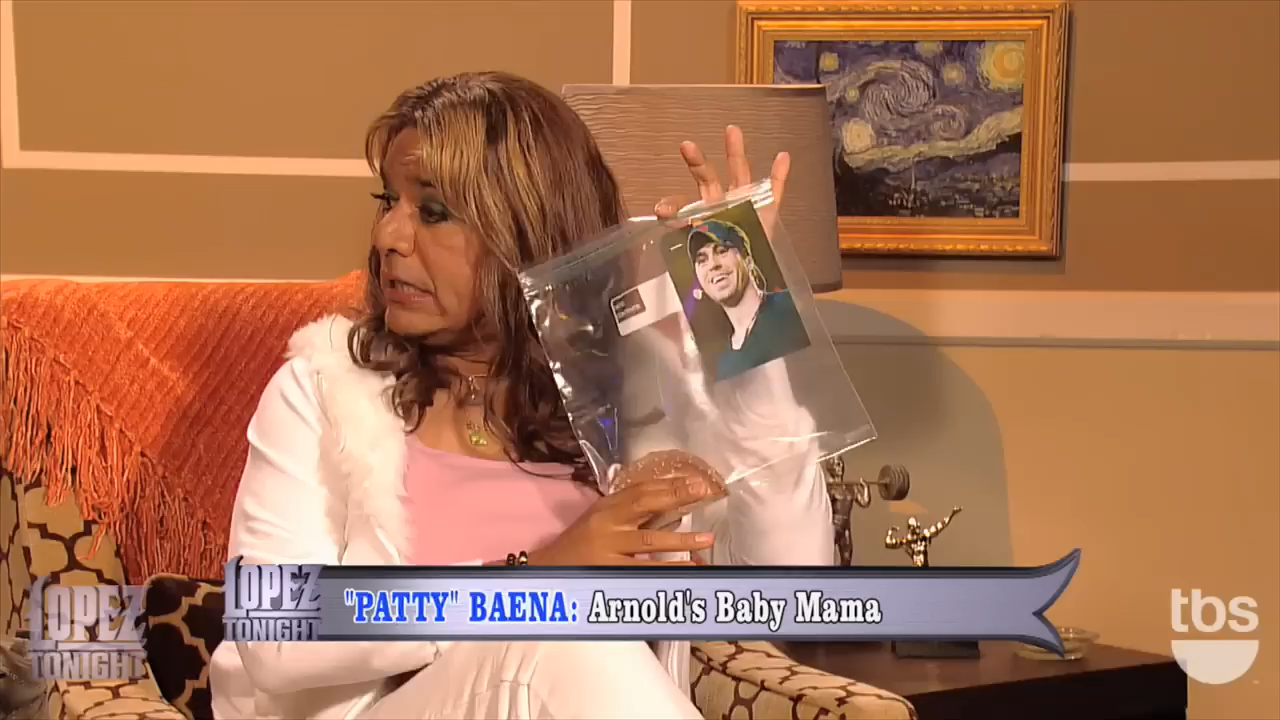 LOPEZ
TONIGHT
LOPEZ
TONIGHT
"PATTY" BAENA: Arnold's Baby Mama
tbs